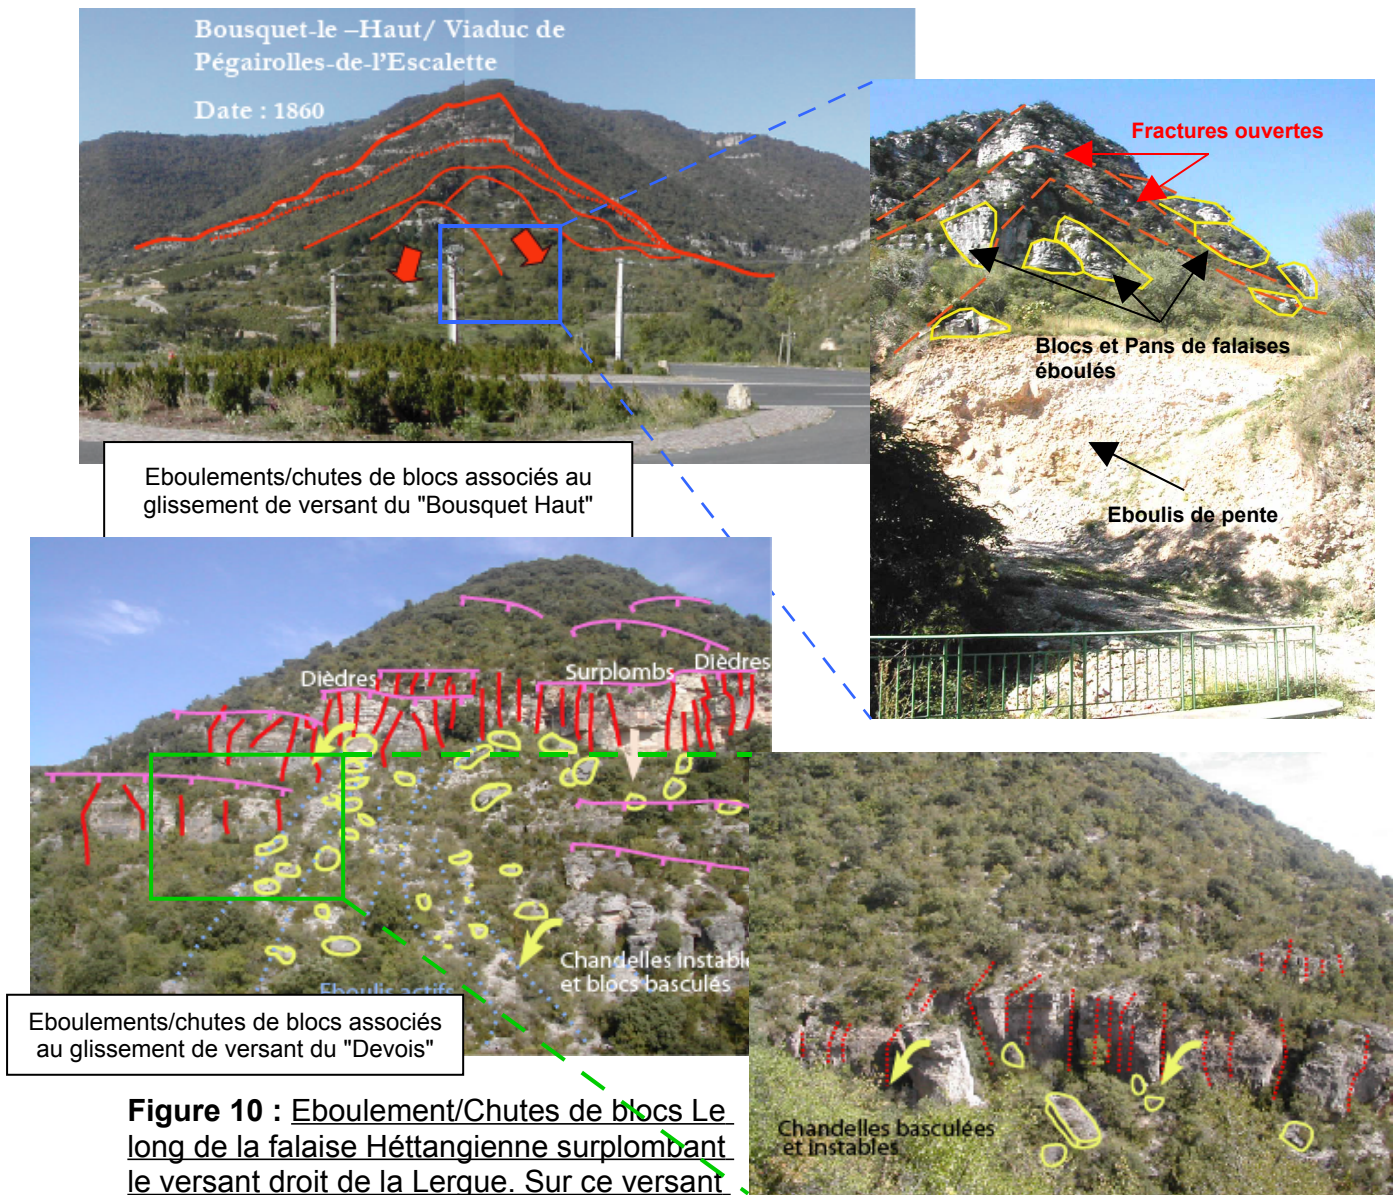 Bousquet-le –Haut/ Viaduc de
Pégairolles-de-l'Escalette
Date : 1860
Fractures ouvertes
Blocs et Pans de falaises
éboulés
Eboulis de pente
Eboulements/chutes de blocs associés au
glissement de versant du "Bousquet Haut"
Dièdres
Surplombs
Dièdres
Chandelles instable
et blocs basculés
Eboulis actifs
Eboulements/chutes de blocs associés
au glissement de versant du "Devois"
Chandelles basculées
et instables
Figure 10 : Eboulement/Chutes de blocs Le
long de la falaise Héttangienne surplombant
le versant droit de la Lergue. Sur ce versant